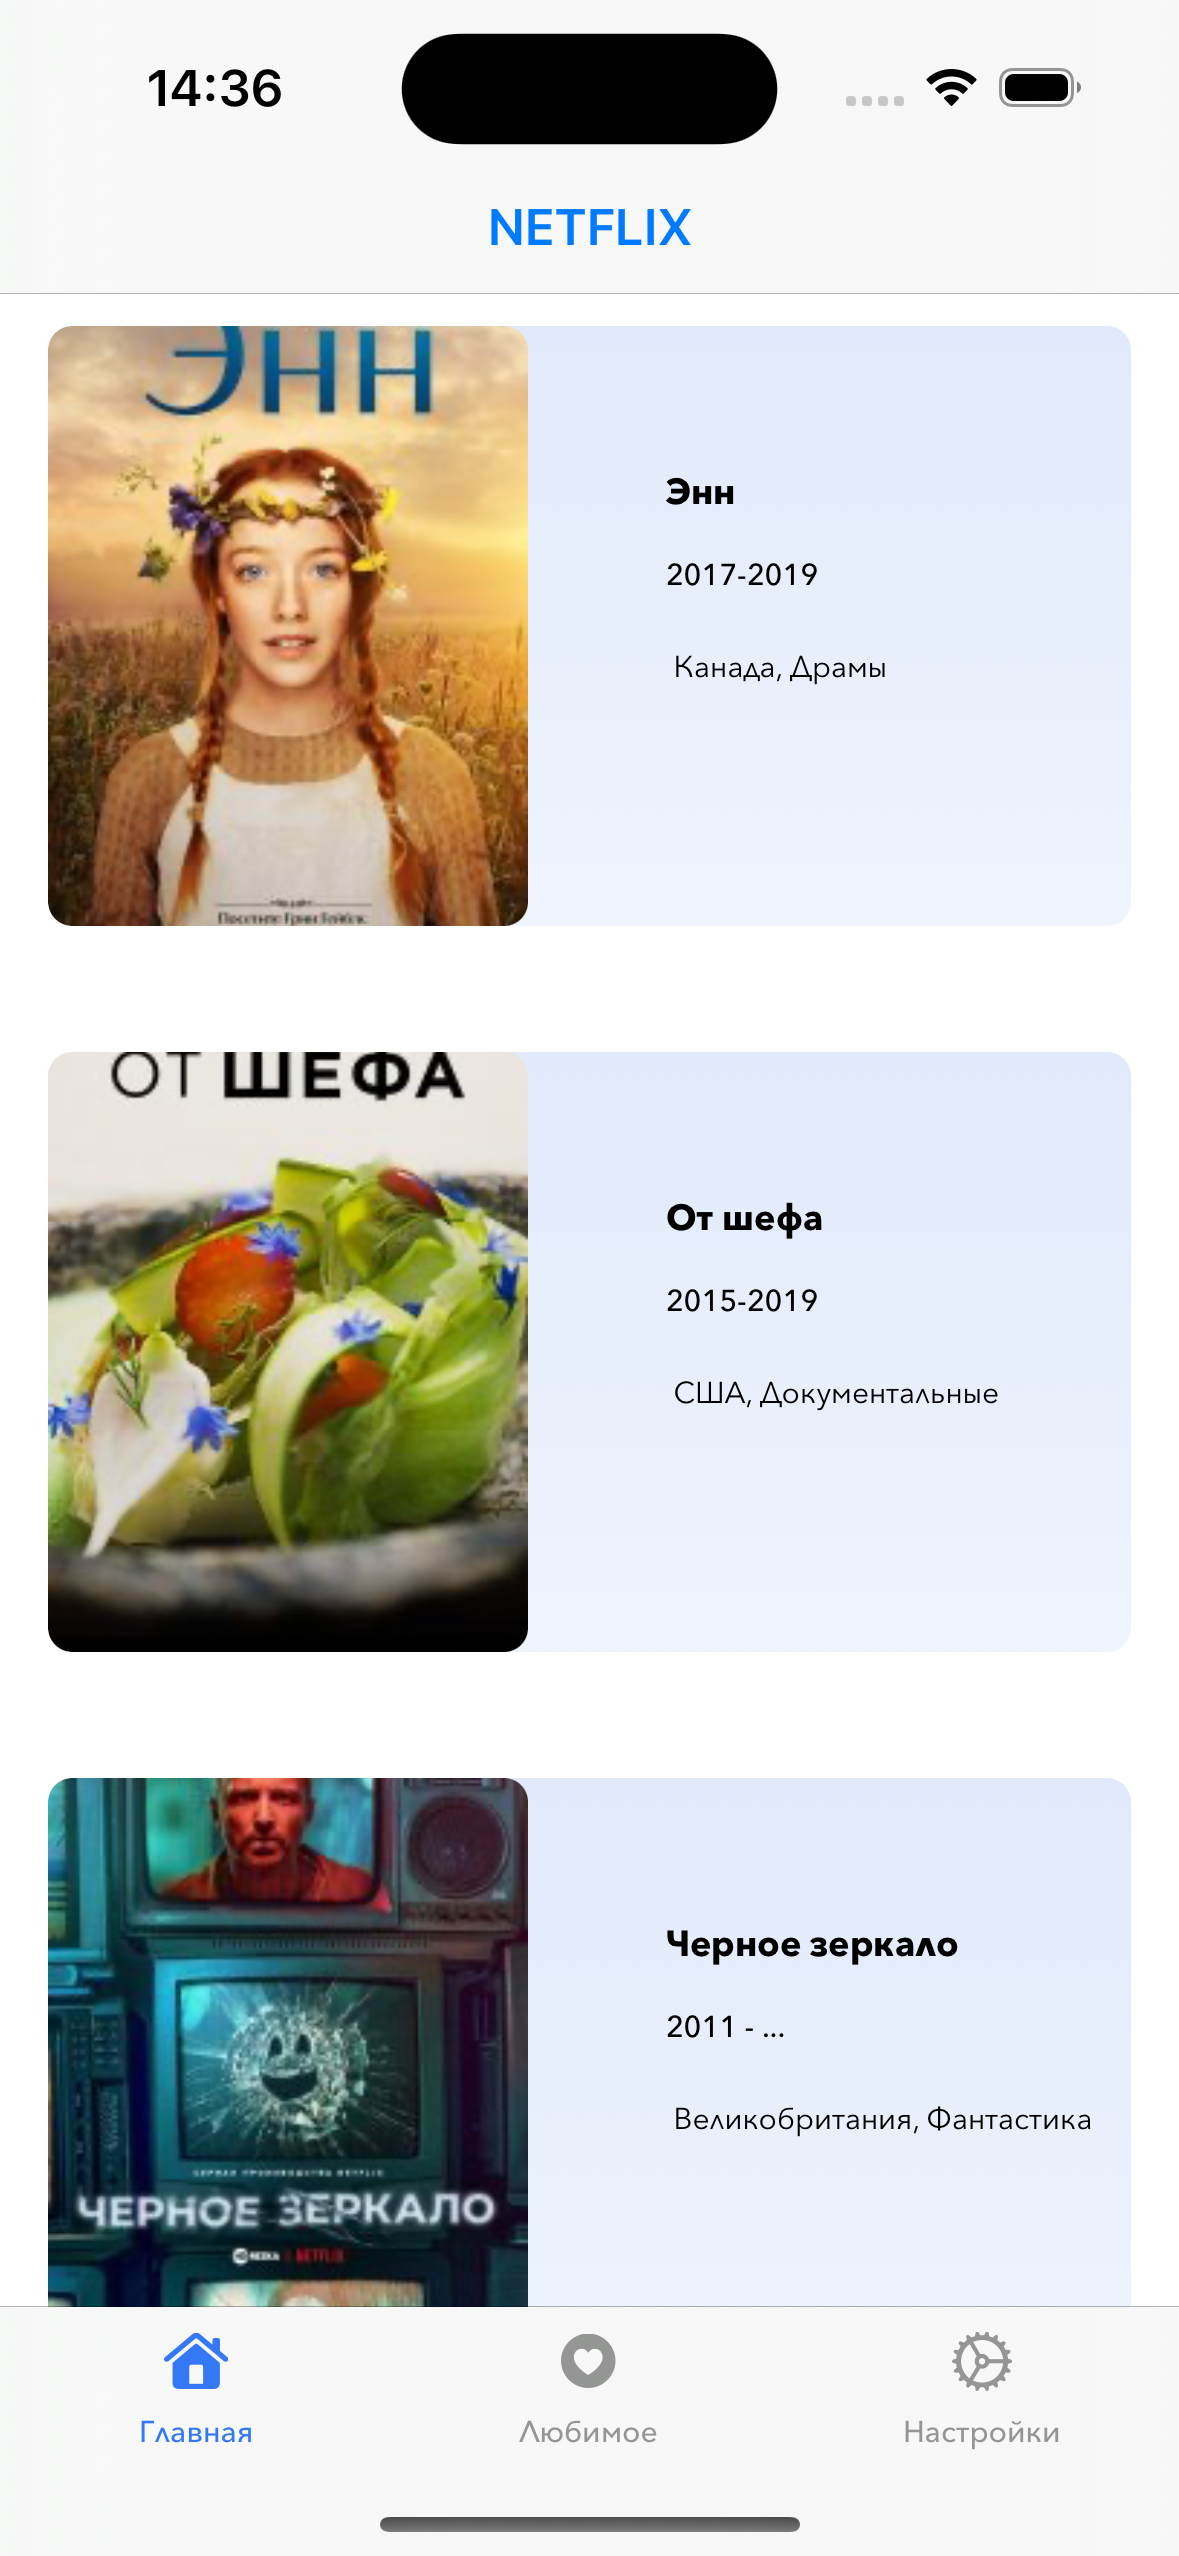 14:36
NETFLIX
ЭНН
Энн
2017-2019
Канада, Драмы
ОТ ШЕФА
От шефа
2015-2019
США, Документальные
Черное зеркало
2011 - ...
Великобритания, Фантастика
ЧЕРНОЕ ЗЕРКАЛО
NETFLIX
Главная
Любимое
Настройки